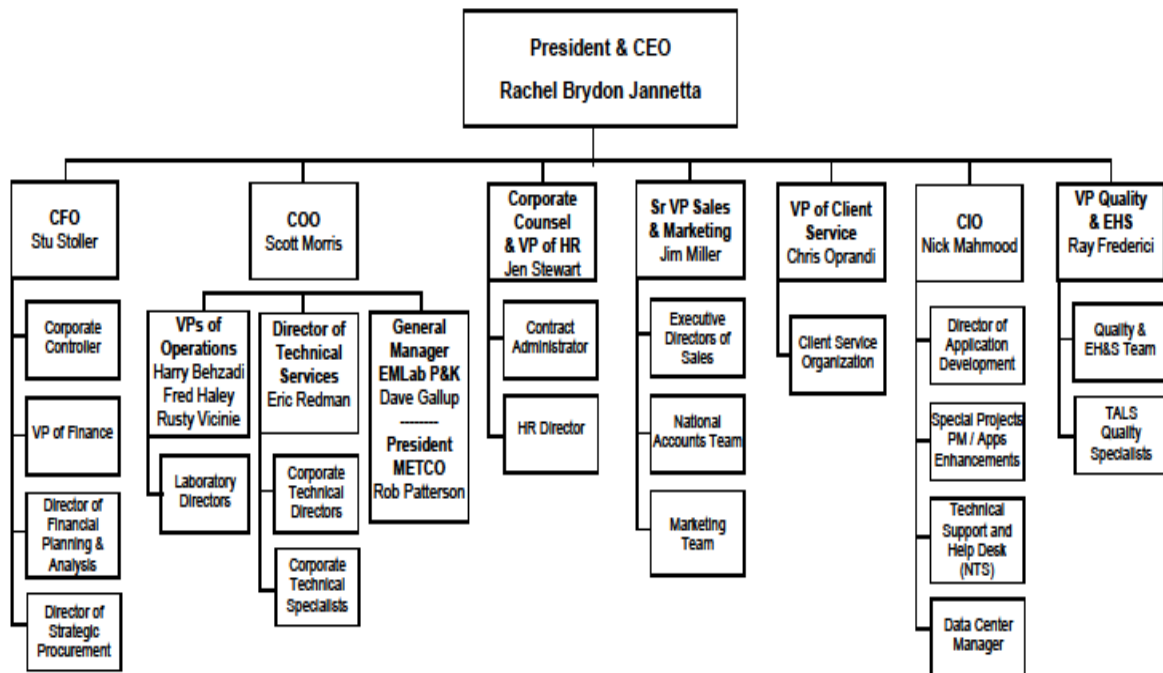 President & CEO
Rachel Brydon Jannetta
CFO
Stu Stoller
COO
Scott Morris
Corporate
Counsel
& VP of HR
Jen Stewart
Sr VP Sales
& Marketing
Jim Miller
VP of Client
Service
Chris Oprandi
CIO
Nick Mahmood
VP Quality
& EHS
Ray Frederici
Corporate
Controller
VP of Finance
Director of
Financial
Planning &
Analysis
Director of
Strategic
Procurement
VPs of
Operations
Harry Behzadi
Fred Haley
Rusty Vicinie
Laboratory
Directors
Director of
Technical
Services
Eric Redman
Corporate
Technical
Directors
Corporate
Technical
Specialists
General
Manager
EMLab P&K
Dave Gallup
--------
President
METCO
Rob Patterson
Contract
Administrator
HR Director
Executive
Directors of
Sales
National
Accounts Team
Marketing
Team
Client Service
Organization
Director of
Application
Development
Special Projects
PM / Apps
Enhancements
Technical
Support and
Help Desk
(NTS)
Data Center
Manager
Quality &
EH&S Team
TALS
Quality
Specialists